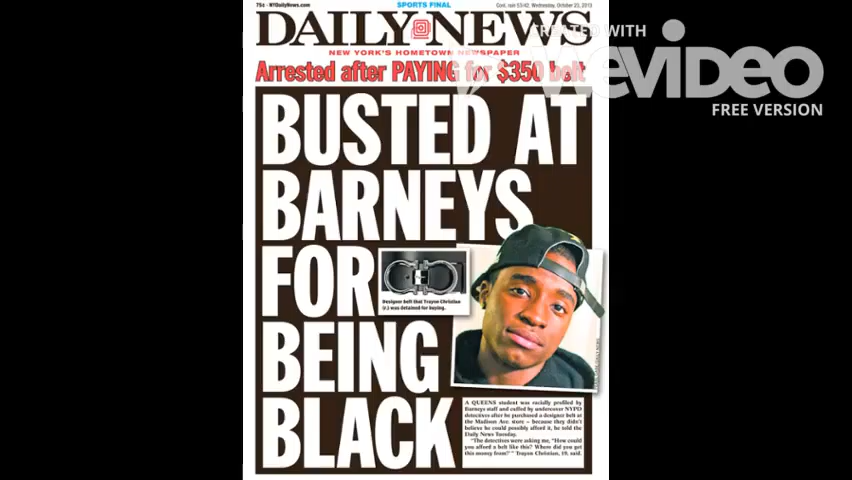 75¢ · NYDailyNews.com
SPORTS FINAL
Cont. rain 53/42. Wednesday, October 23, 2013
DAILY NEWS
NEW YORK'S HOMETOWN NEWSPAPER
CREATED WITH
WEVIDEO
FREE VERSION
Arrested after PAYING for $350 belt
BUSTED AT
BARNEYS
FOR
BEING
BLACK
Designer belt that Trayon Christian
(r.) was detained for buying.
A QUEENS student was racially profiled by
Barneys staff and cuffed by undercover NYPD
detectives after he purchased a designer belt at
the Madison Ave. store – because they didn't
believe he could possibly afford it, he told the
Daily News Tuesday.
"The detectives were asking me, "How could
you afford a belt like this? Where did you get
this money from?' " Trayon Christian, 19, said.